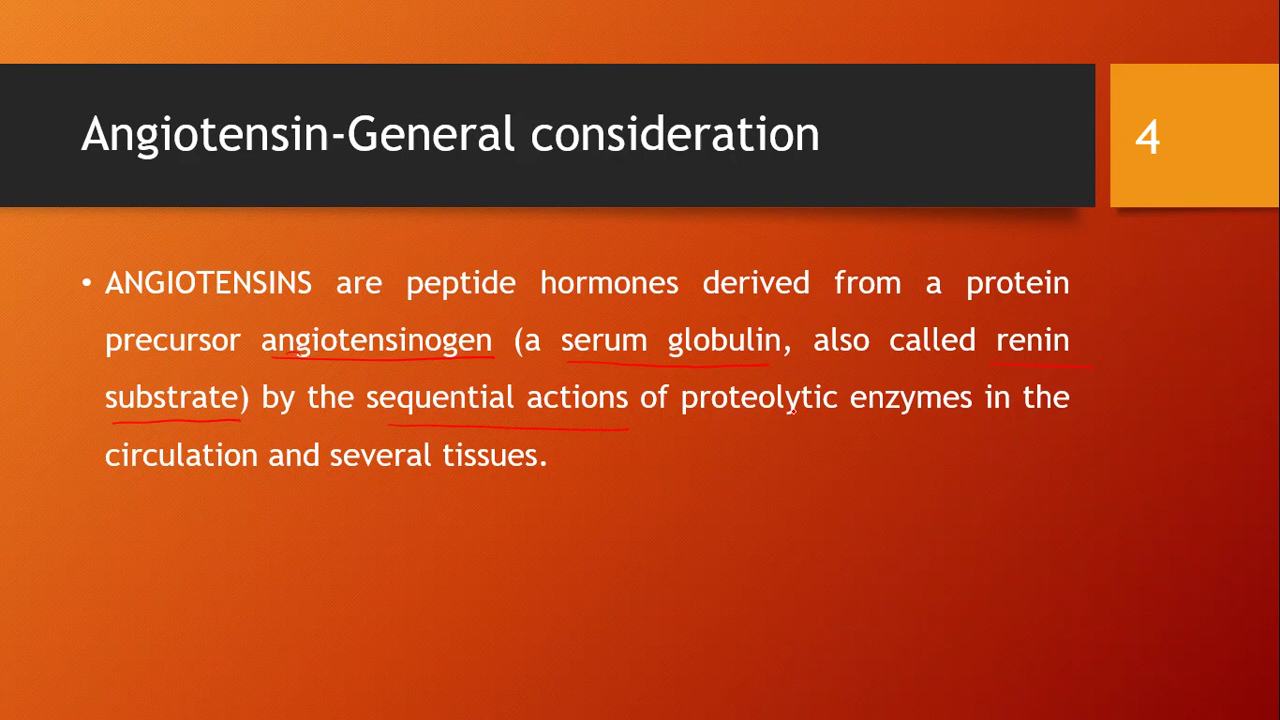 Angiotensin-General consideration
4
• ANGIOTENSINS are peptide hormones derived from a protein
precursor angiotensinogen (a serum globulin, also called renin
substrate) by the sequential actions of proteolytic enzymes in the
circulation and several tissues.